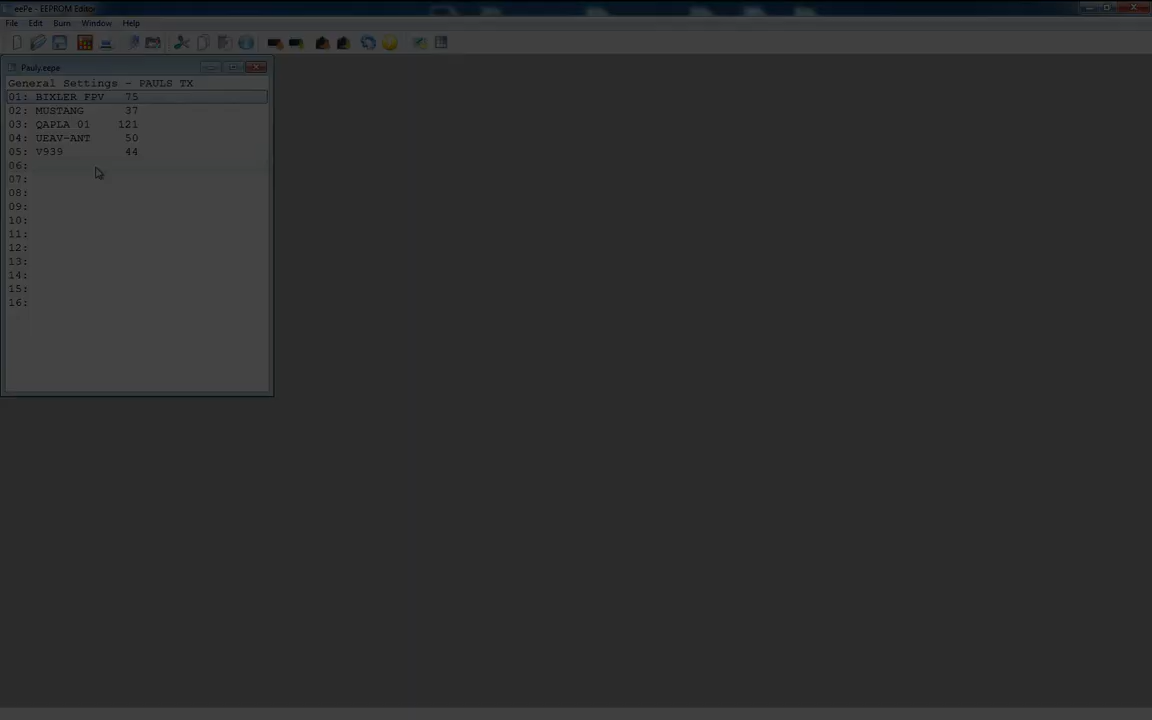 eePe - EEPROM Editor
File Edit Burn Window Help
Pauly.eepe
General Settings - PAULS TX
01: BIXLER FPV 75
02: MUSTANG 37
03: QAPLA 01 121
04: UEAV-ANT 50
05: V939 44
06:
07:
08:
09:
10:
11:
12:
13:
14:
15:
16: